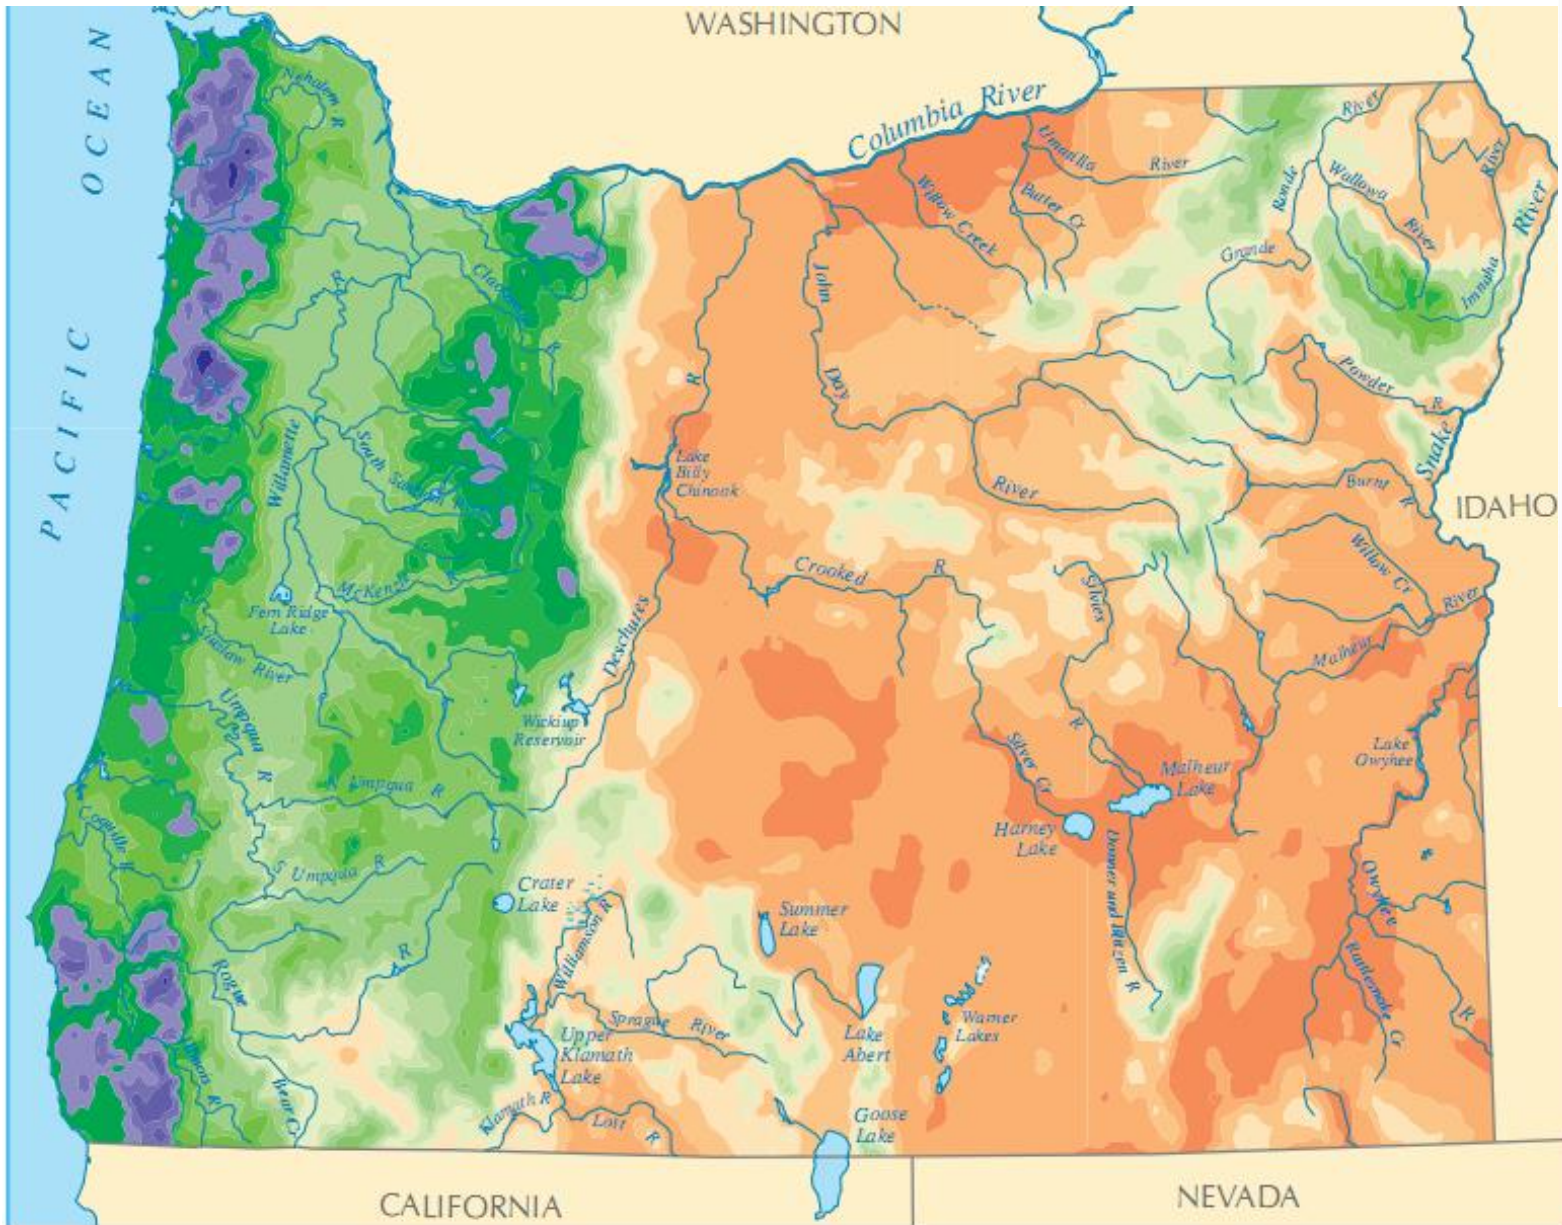 WASHINGTON
PACIFIC OCEAN
Columbia River
Nehalem R
Umatilla River
River
River
Ronde
Wallowa
River
River
Willow Creek
Butter Cr
Grande
Imnaha
R
John
Day
R
Powder
R
Snake
Willamette
South
Lake
Billy
Chinook
River
Burnt
R
IDAHO
Crooked R
Willow Cr
Silvies
McKenzie
Fern Ridge
Lake
River
Malheur
Siuslaw River
Deschutes
Umpqua
R
Wickiup
Reservoir
R
Silver Cr
Malheur
Lake
Lake
Owyhee
N Umpqua R
Coquille R
Harney
Lake
S Umpqua R
Crater
Lake
Donner und Blitzen R
Owyhee
Summer
Lake
Williamson R
R
Rogue
Rattlesnake Cr
R
Sprague River
Upper
Klamath
Lake
Lake
Abert
Warner
Lakes
Illinois R
Klamath R
Lost R
Goose
Lake
CALIFORNIA
NEVADA